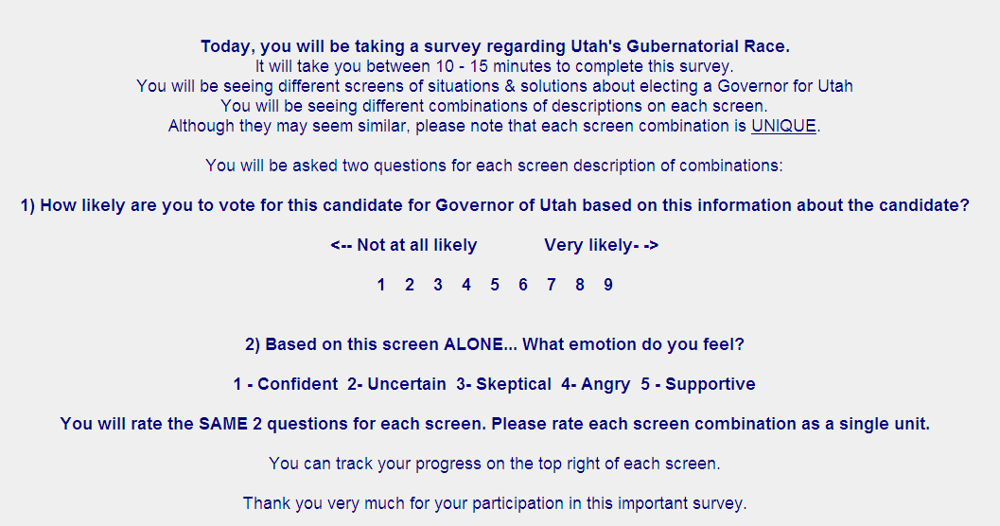 Today, you will be taking a survey regarding Utah's Gubernatorial Race.
It will take you between 10 - 15 minutes to complete this survey.
You will be seeing different screens of situations & solutions about electing a Governor for Utah
You will be seeing different combinations of descriptions on each screen.
Although they may seem similar, please note that each screen combination is UNIQUE.
You will be asked two questions for each screen description of combinations:
1) How likely are you to vote for this candidate for Governor of Utah based on this information about the candidate?
<-- Not at all likely Very likely- ->
1 2 3 4 5 6 7 8 9
2) Based on this screen ALONE... What emotion do you feel?
1 - Confident 2- Uncertain 3- Skeptical 4- Angry 5 - Supportive
You will rate the SAME 2 questions for each screen. Please rate each screen combination as a single unit.
You can track your progress on the top right of each screen.
Thank you very much for your participation in this important survey.